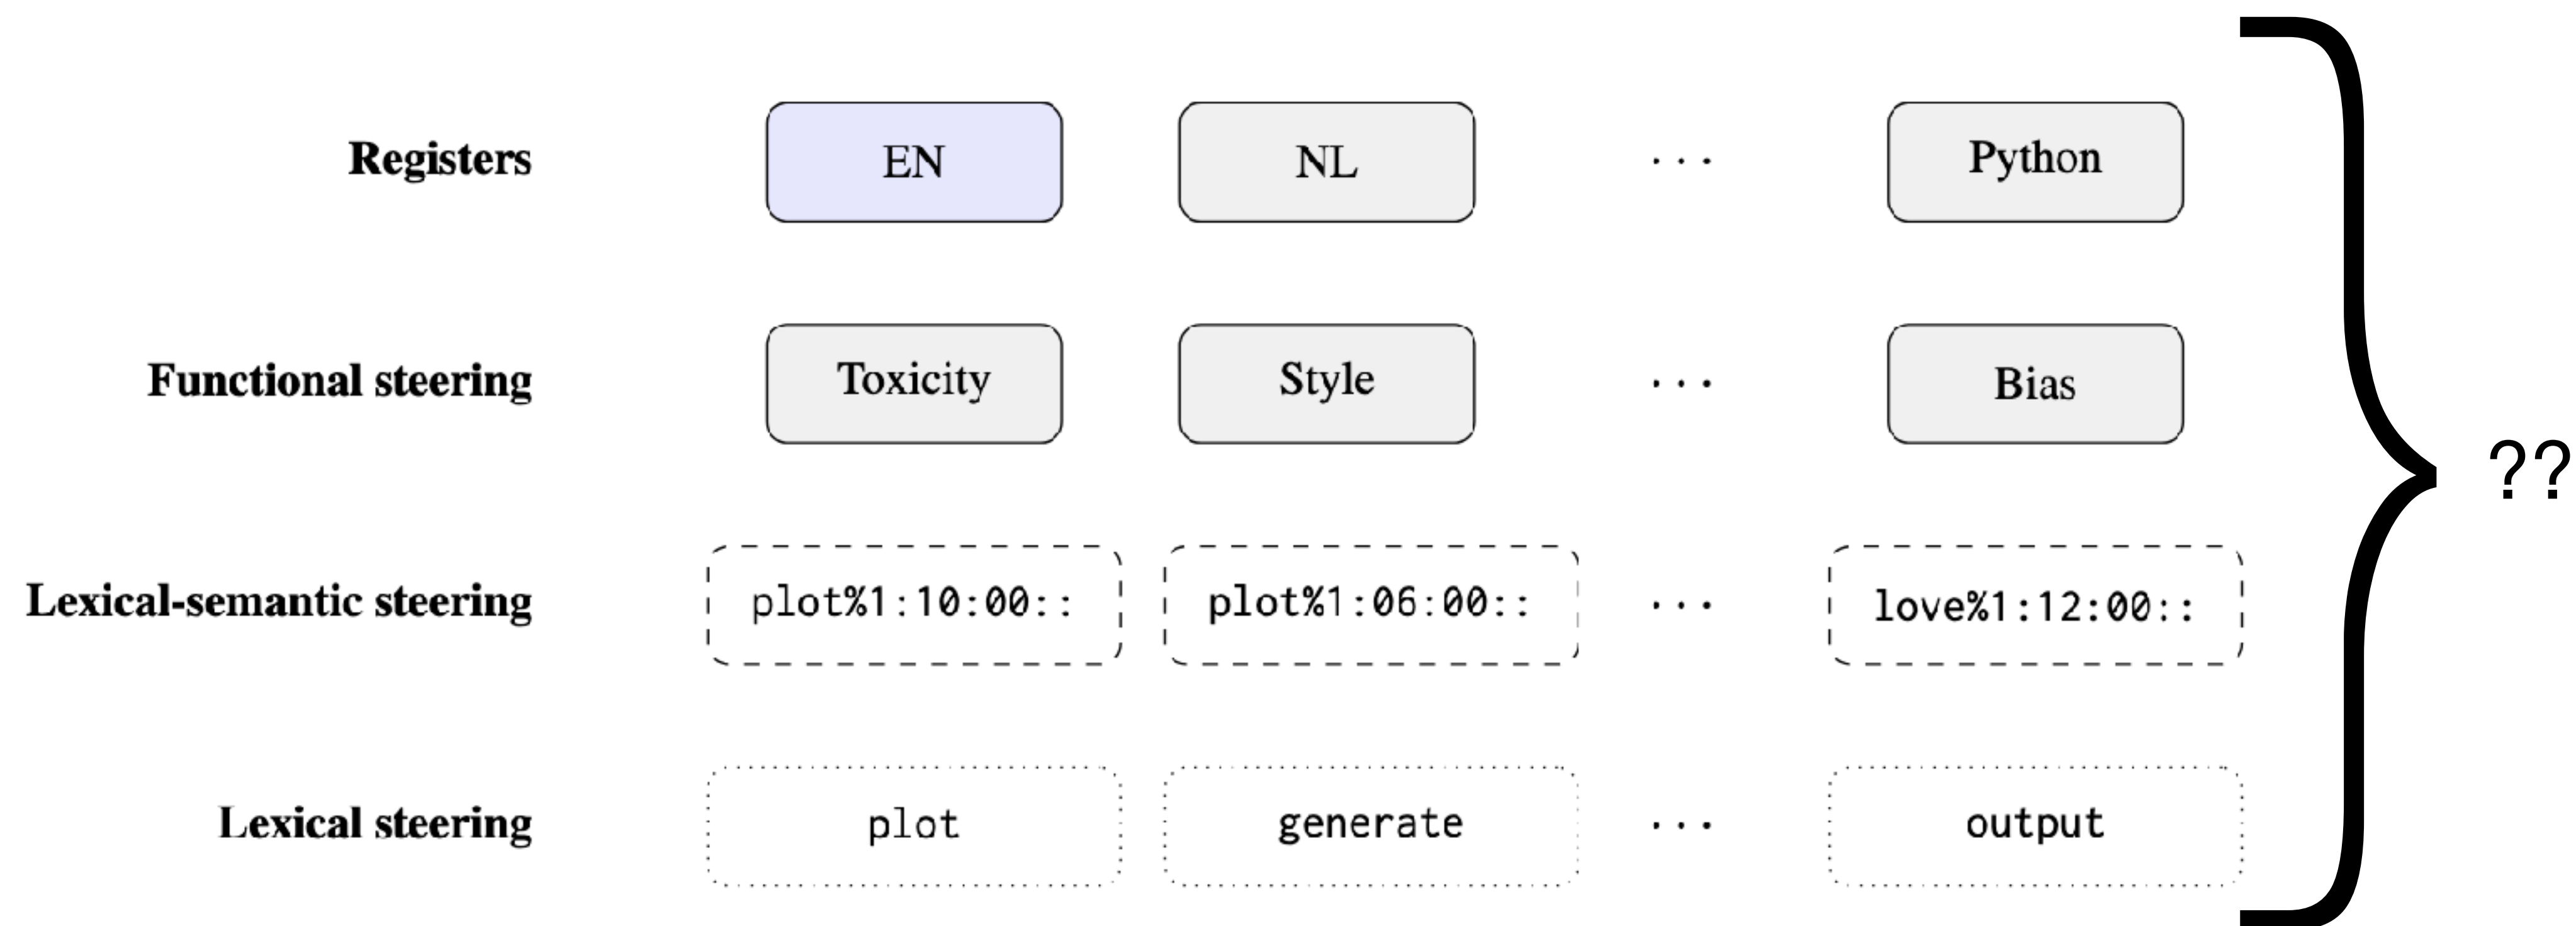 Registers EN NL ... Python
Functional steering Toxicity Style ... Bias
Lexical-semantic steering plot%1:10:00:: plot%1:06:00:: ... love%1:12:00::
Lexical steering plot generate ... output
??